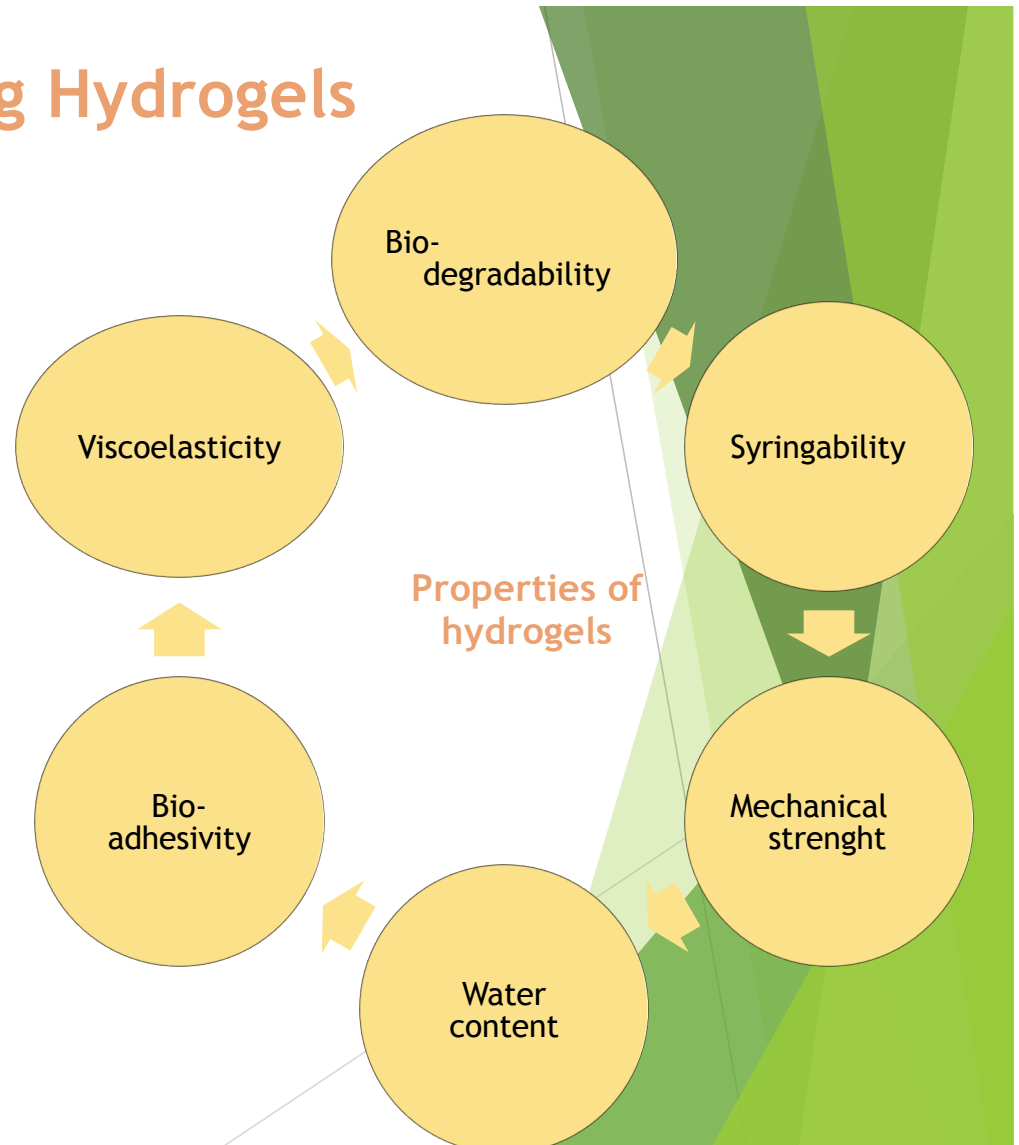 g Hydrogels
Bio-
degradability
Viscoelasticity
Syringability
Properties of
hydrogels
Bio-
adhesivity
Mechanical
strenght
Water
content